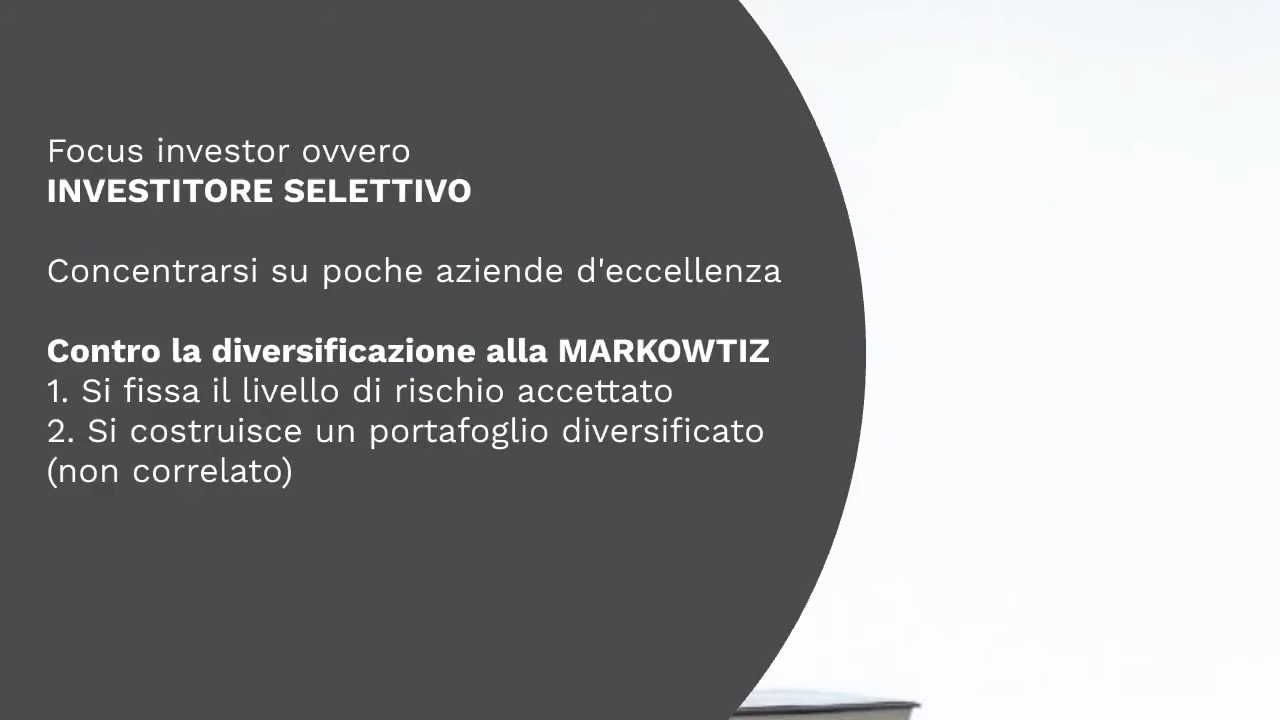 Focus investor ovvero
INVESTITORE SELETTIVO
Concentrarsi su poche aziende d'eccellenza
Contro la diversificazione alla MARKOWTIZ
1. Si fissa il livello di rischio accettato
2. Si costruisce un portafoglio diversificato
(non correlato)